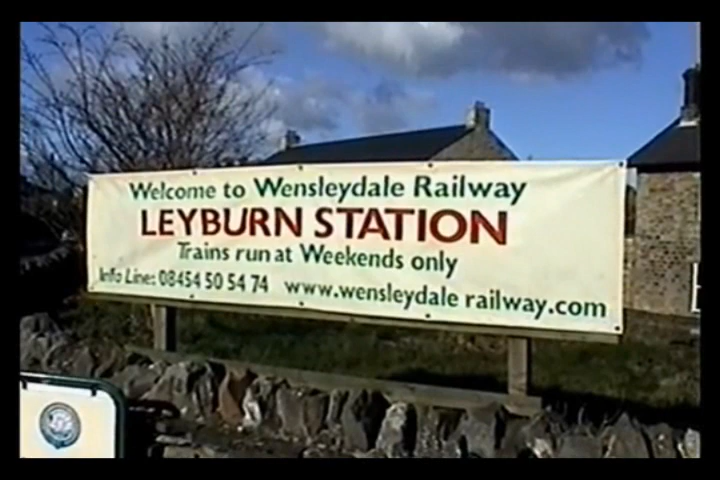 Welcome to Wensleydale Railway
LEYBURN STATION
Trains run at Weekends only
Info Line: 08454 50 54 74 www.wensleydale railway.com